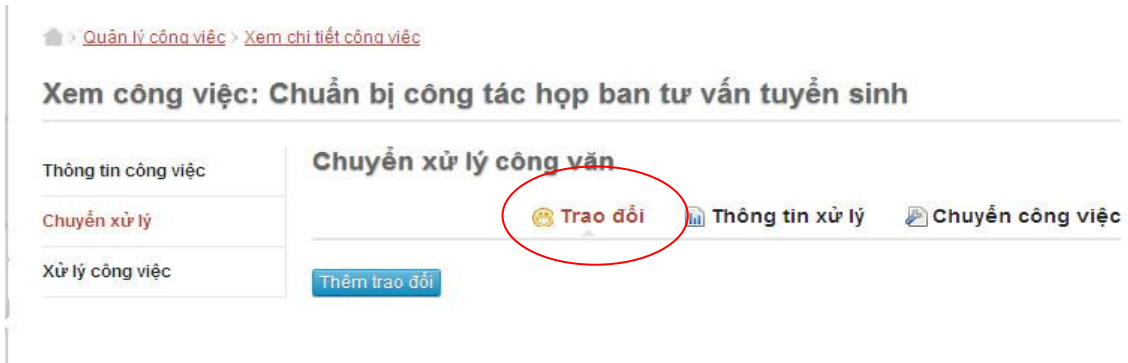 > Quản lý công việc > Xem chi tiết công việc
Xem công việc: Chuẩn bị công tác họp ban tư vấn tuyển sinh
Thông tin công việc
Chuyển xử lý
Xử lý công việc
Chuyển xử lý công văn
Trao đổi Thông tin xử lý Chuyển công việc
Thêm trao đổi